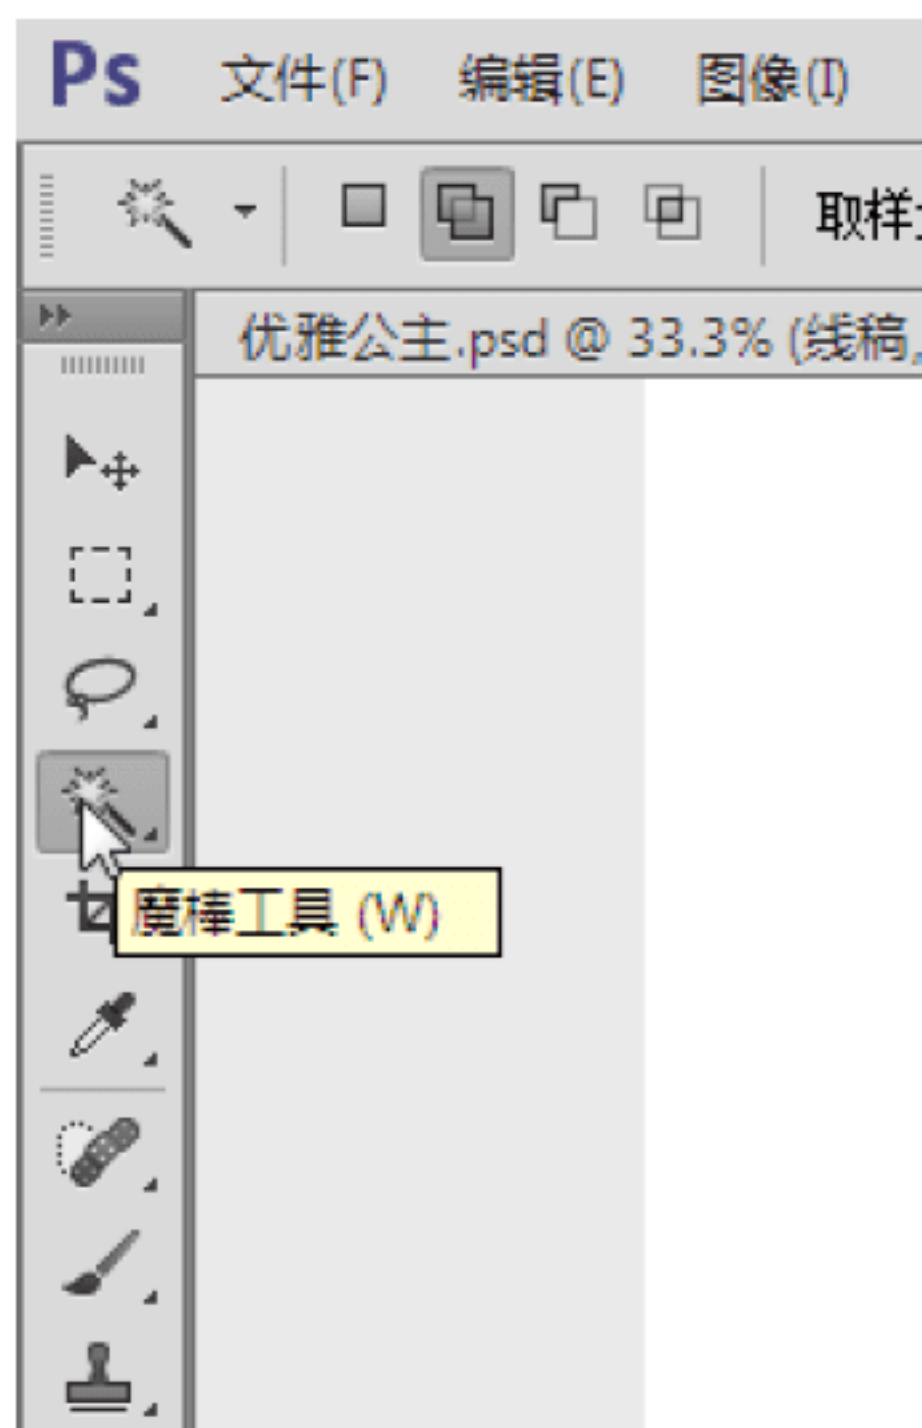 Ps 文件(F) 编辑(E) 图像(I)
取样
优雅公主.psd @ 33.3% (线稿,
魔棒工具 (W)